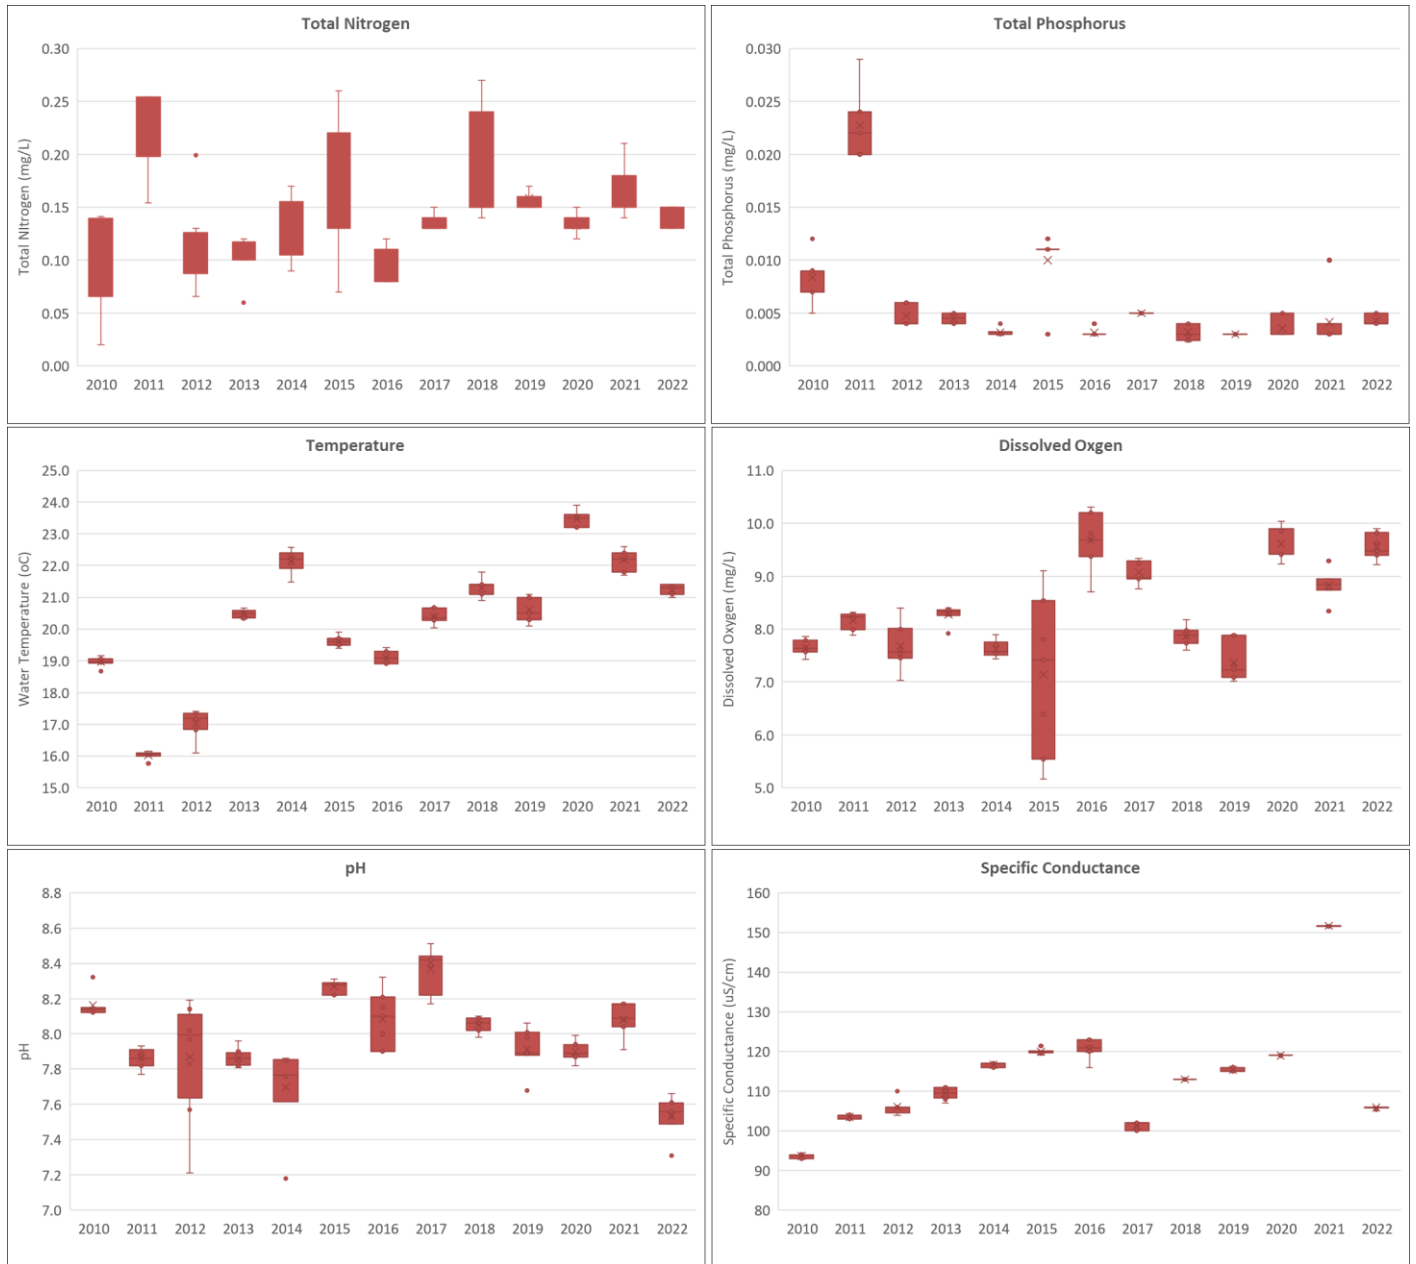 Total Nitrogen
Total NItrogen (mg/L)
0.30
0.25
0.20
0.15
0.10
0.05
0.00
2010 2011 2012 2013 2014 2015 2016 2017 2018 2019 2020 2021 2022
Total Phosphorus
Total Phosphorus (mg/L)
0.030
0.025
0.020
0.015
0.010
0.005
0.000
2010 2011 2012 2013 2014 2015 2016 2017 2018 2019 2020 2021 2022
Temperature
Water Temperature (oC)
25.0
24.0
23.0
22.0
21.0
20.0
19.0
18.0
17.0
16.0
15.0
2010 2011 2012 2013 2014 2015 2016 2017 2018 2019 2020 2021 2022
Dissolved Oxgen
Dissolved Oxygen (mg/L)
11.0
10.0
9.0
8.0
7.0
6.0
5.0
2010 2011 2012 2013 2014 2015 2016 2017 2018 2019 2020 2021 2022
pH
pH
8.8
8.6
8.4
8.2
8.0
7.8
7.6
7.4
7.2
7.0
2010 2011 2012 2013 2014 2015 2016 2017 2018 2019 2020 2021 2022
Specific Conductance
Specific Conductance (uS/cm)
160
150
140
130
120
110
100
90
80
2010 2011 2012 2013 2014 2015 2016 2017 2018 2019 2020 2021 2022